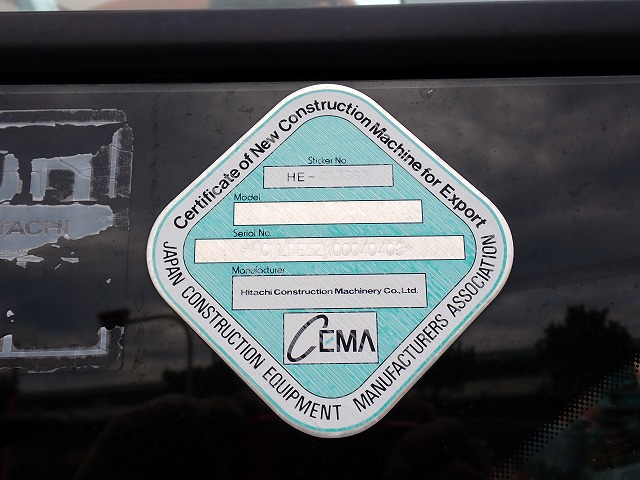 Certificate of New Construction Machine for Export
Sticker No.
HE-
Model
Serial No.
Manufacturer
Hitachi Construction Machinery Co., Ltd.
CEMA
JAPAN CONSTRUCTION EQUIPMENT MANUFACTURERS ASSOCIATION
HITACHI